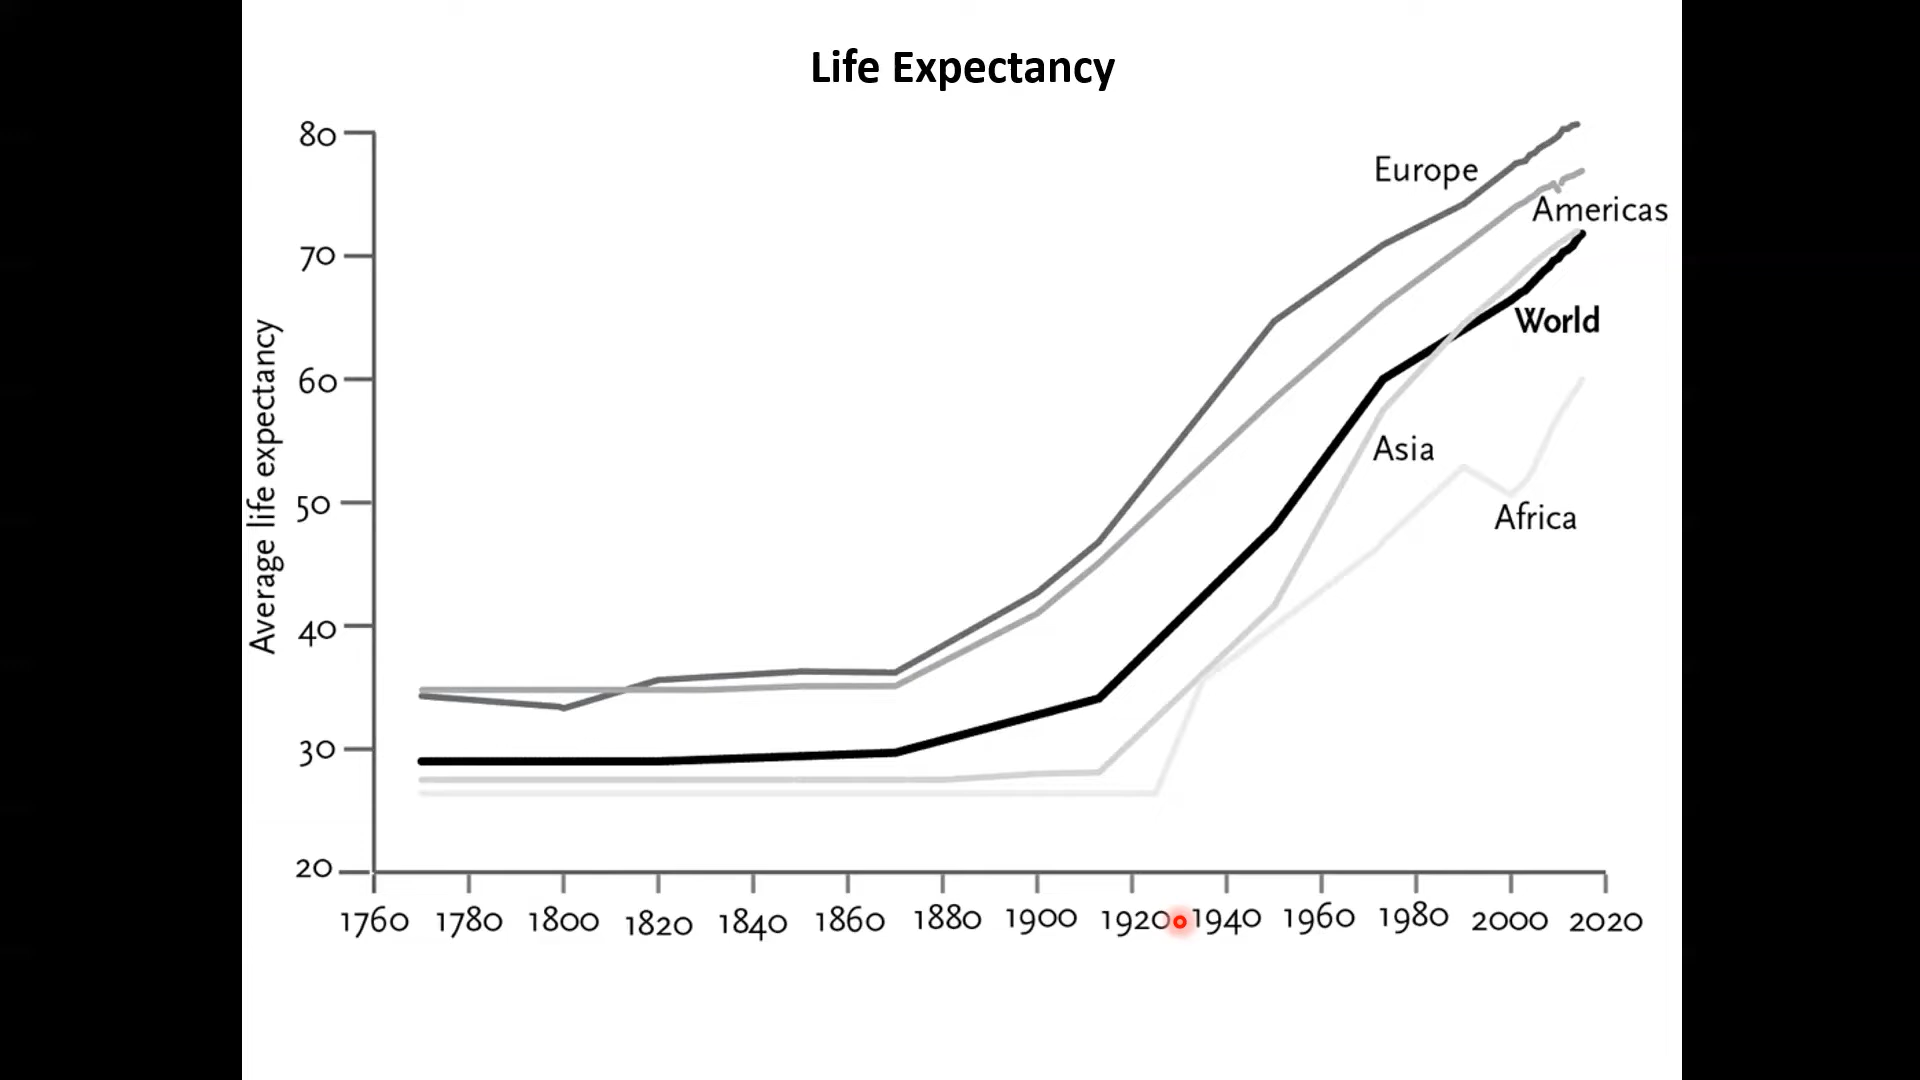 Life Expectancy
80
70
60
50
40
30
20
Average life expectancy
Europe
Americas
World
Asia
Africa
1760 1780 1800 1820 1840 1860 1880 1900 1920 1940 1960 1980 2000 2020